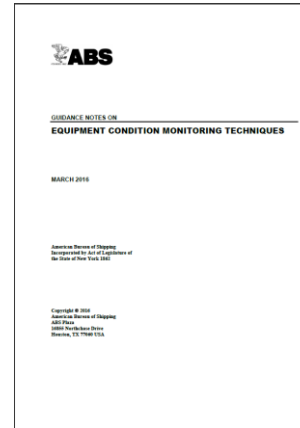 ABS
GUIDANCE NOTES ON
EQUIPMENT CONDITION MONITORING TECHNIQUES
MARCH 2016
American Bureau of Shipping
Incorporated by Act of Legislature of
the State of New York 1862
Copyright © 2016
American Bureau of Shipping
ABS Plaza
16855 Northchase Drive
Houston, TX 77060 USA